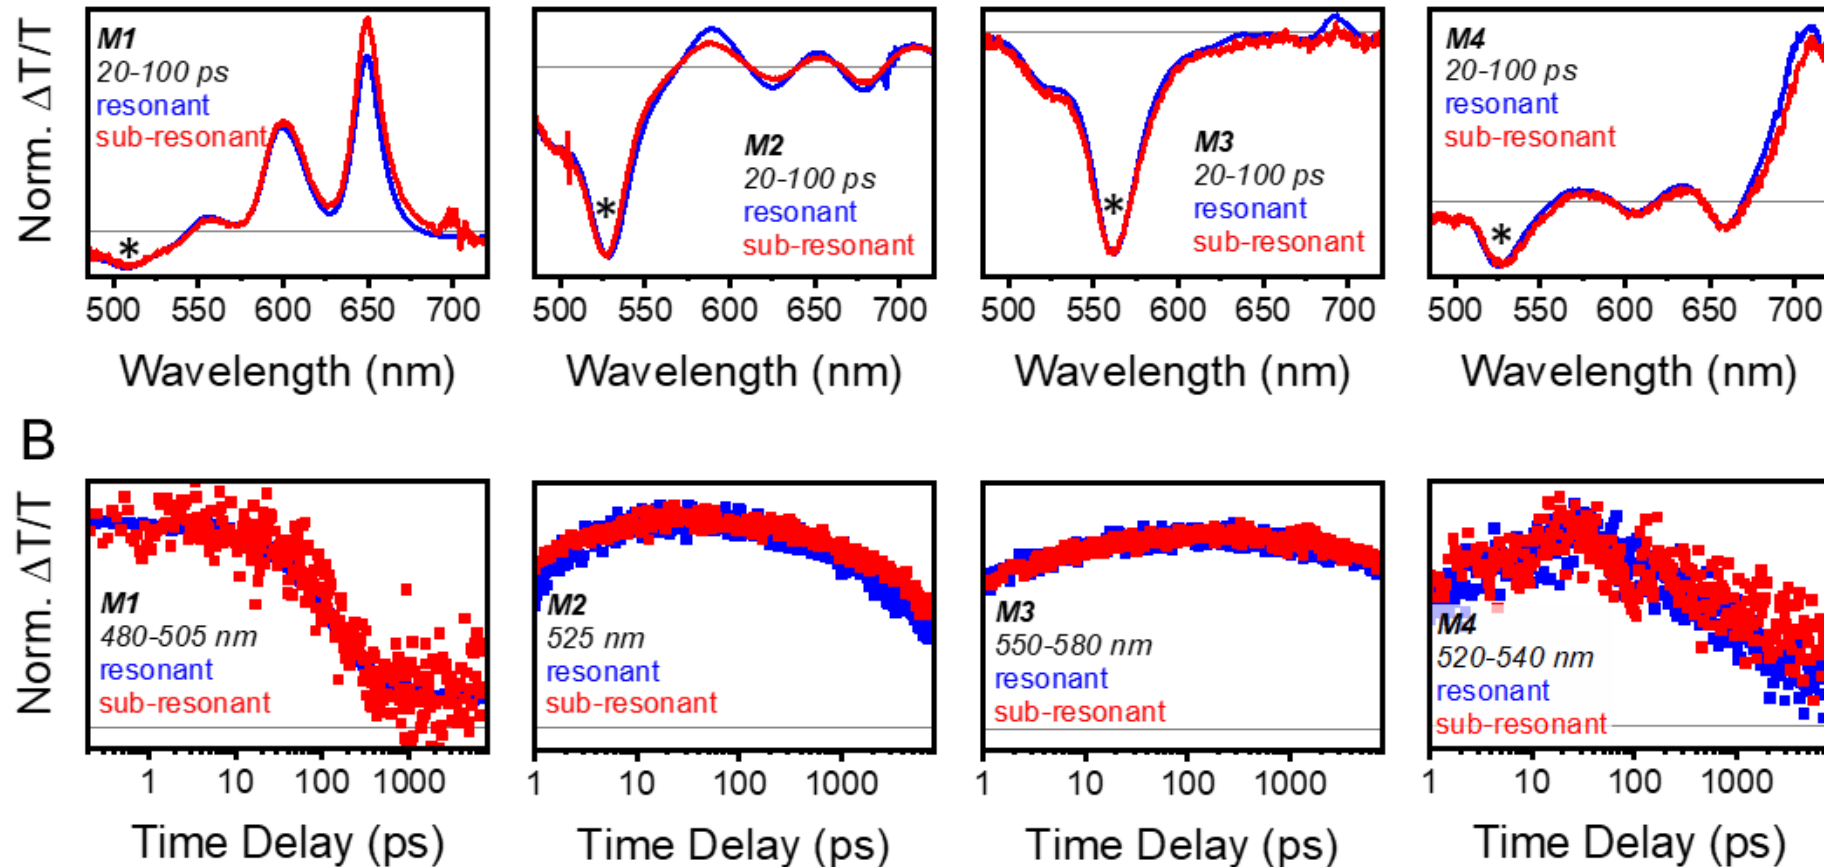 Norm. ΔT/T
M1
20-100 ps
resonant
sub-resonant
*
500 550 600 650 700
Wavelength (nm)
M2
20-100 ps
resonant
sub-resonant
*
500 550 600 650 700
Wavelength (nm)
M3
20-100 ps
resonant
sub-resonant
*
500 550 600 650 700
Wavelength (nm)
M4
20-100 ps
resonant
sub-resonant
*
500 550 600 650 700
Wavelength (nm)
B
Norm. ΔT/T
M1
480-505 nm
resonant
sub-resonant
1 10 100 1000
Time Delay (ps)
M2
525 nm
resonant
sub-resonant
1 10 100 1000
Time Delay (ps)
M3
550-580 nm
resonant
sub-resonant
1 10 100 1000
Time Delay (ps)
M4
520-540 nm
resonant
sub-resonant
1 10 100 1000
Time Delay (ps)